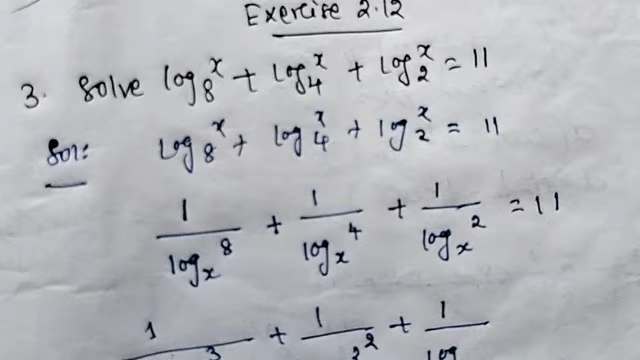 Exercise 2.12
3. Solve log₈ˣ + log₄ˣ + log₂ˣ = 11
Sol: log₈ˣ + log₄ˣ + log₂ˣ = 11
1/logₓ⁸ + 1/logₓ⁴ + 1/logₓ² = 11